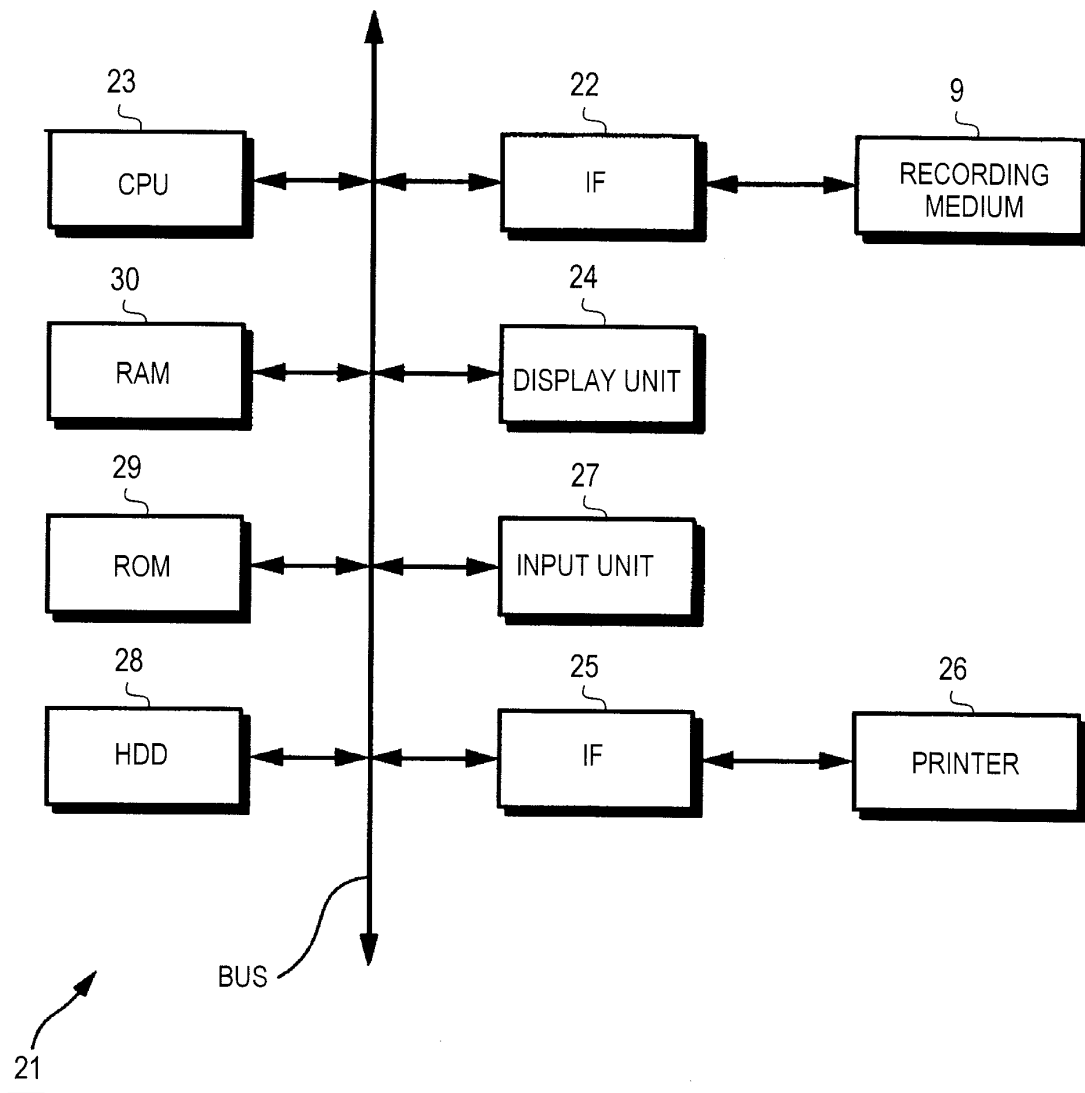 23
CPU
22
IF
9
RECORDING
MEDIUM
30
RAM
24
DISPLAY UNIT
29
ROM
27
INPUT UNIT
28
HDD
25
IF
26
PRINTER
BUS
21